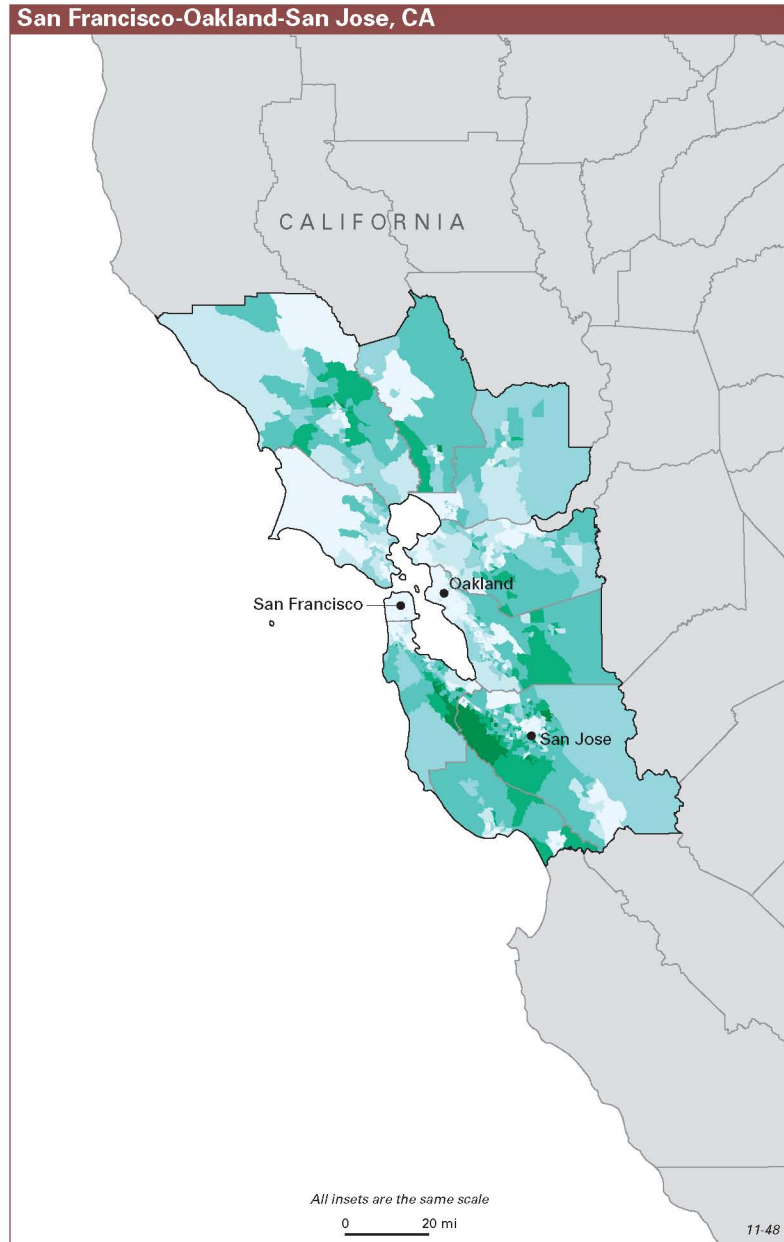 San Francisco-Oakland-San Jose, CA
CALIFORNIA
Oakland
San Francisco
San Jose
All insets are the same scale
0 20 mi
11-48